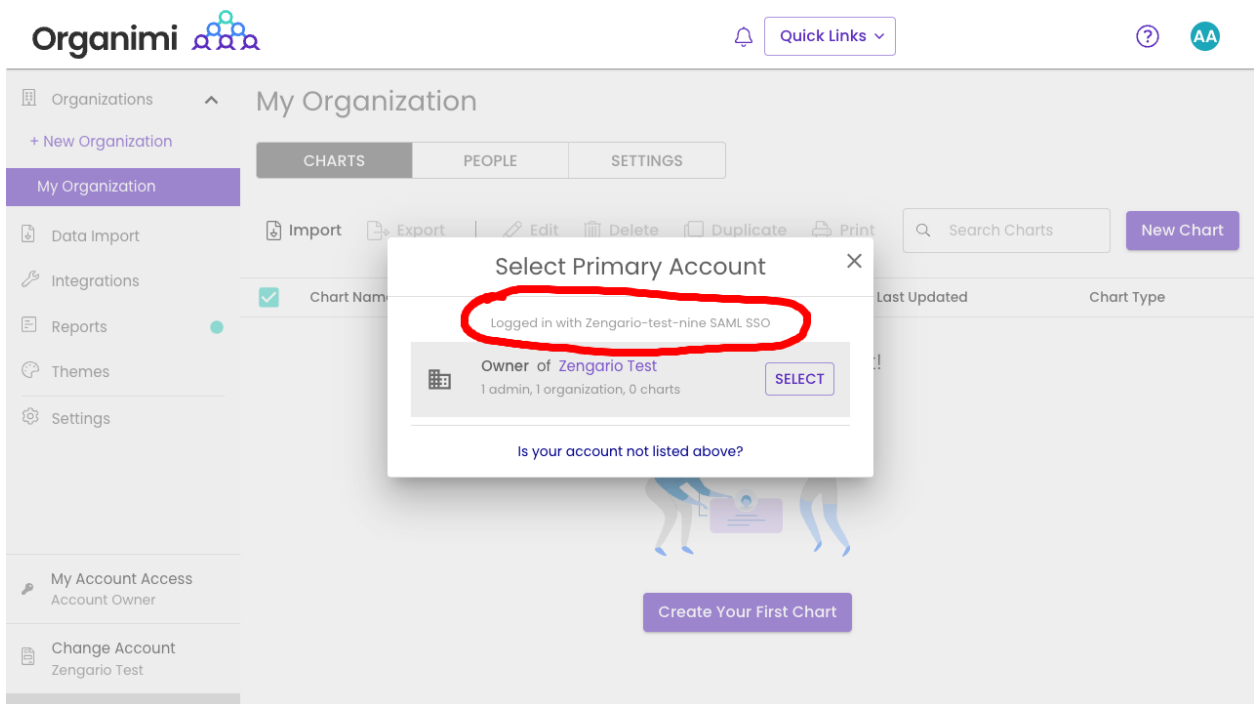 Organimi
Quick Links
AA
Organizations
+ New Organization
My Organization
Data Import
Integrations
Reports
Themes
Settings
My Account Access
Account Owner
Change Account
Zengario Test
My Organization
CHARTS PEOPLE SETTINGS
Import Export Edit Delete Duplicate Print Search Charts New Chart
Last Updated Chart Type
Select Primary Account
Logged in with Zengario-test-nine SAML SSO
Owner of Zengario Test
1 admin, 1 organization, 0 charts
SELECT
Is your account not listed above?
Create Your First Chart